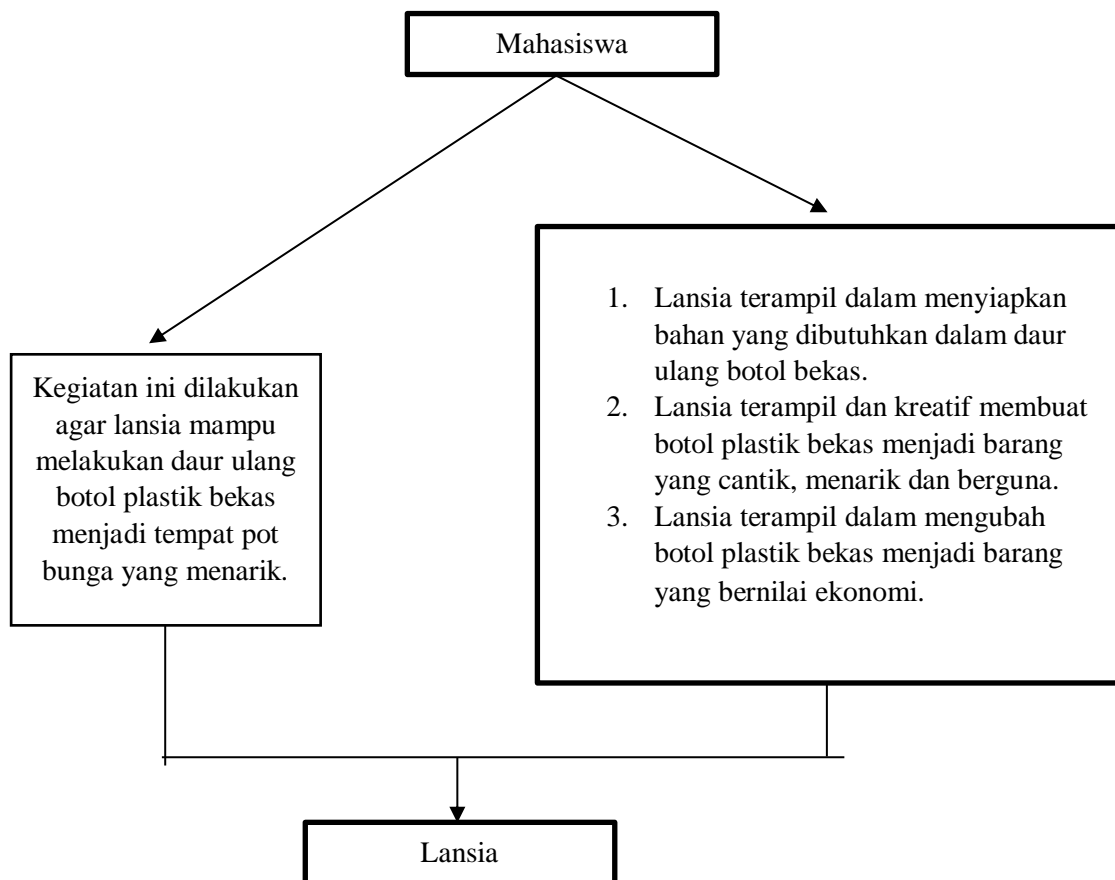 Mahasiswa
Kegiatan ini dilakukan
agar lansia mampu
melakukan daur ulang
botol plastik bekas
menjadi tempat pot
bunga yang menarik.
1. Lansia terampil dalam menyiapkan
bahan yang dibutuhkan dalam daur
ulang botol bekas.
2. Lansia terampil dan kreatif membuat
botol plastik bekas menjadi barang
yang cantik, menarik dan berguna.
3. Lansia terampil dalam mengubah
botol plastik bekas menjadi barang
yang bernilai ekonomi.
Lansia